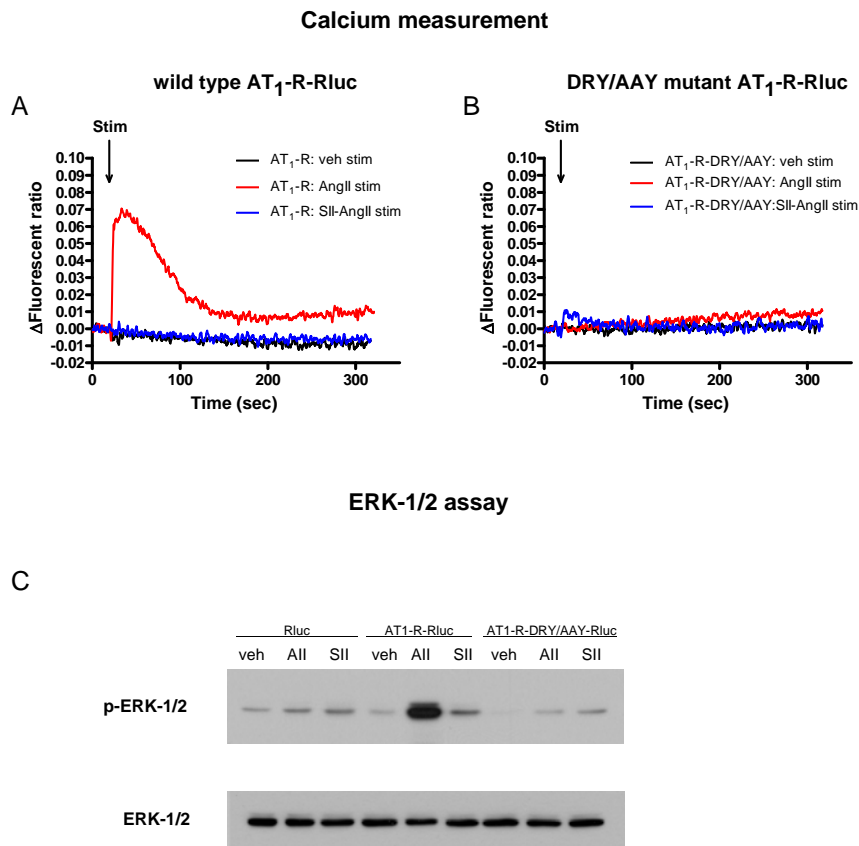 Calcium measurement
wild type AT1-R-Rluc
DRY/AAY mutant AT1-R-Rluc
A
Stim
AT1-R: veh stim
AT1-R: AngII stim
AT1-R: SII-AngII stim
0.10
0.09
0.08
0.07
0.06
0.05
0.04
0.03
0.02
0.01
0.00
-0.01
-0.02
ΔFluorescent ratio
0
100
200
300
Time (sec)
B
Stim
AT1-R-DRY/AAY: veh stim
AT1-R-DRY/AAY: AngII stim
AT1-R-DRY/AAY:SII-AngII stim
0.10
0.09
0.08
0.07
0.06
0.05
0.04
0.03
0.02
0.01
0.00
-0.01
-0.02
ΔFluorescent ratio
0
100
200
300
Time (sec)
ERK-1/2 assay
C
Rluc AT1-R-Rluc AT1-R-DRY/AAY-Rluc
veh AII SII veh AII SII veh AII SII
p-ERK-1/2
ERK-1/2